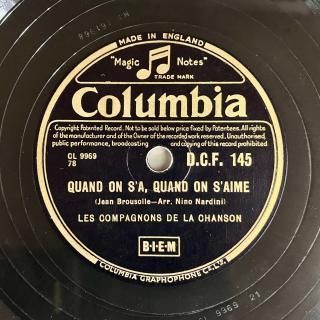 MADE IN ENGLAND
"Magic Notes"
TRADE MARK
Columbia
Copyright Patented Record. Not to be sold below price fixed by Patentees. All rights
of the manufacturer and of the Owner of the recorded work reserved. Unauthorised
public performance, broadcasting and copying of this record prohibited
CL 9969 D.C.F. 145
78
QUAND ON S'A, QUAND ON S'AIME
(Jean Broussolle—Arr. Nino Nardini)
LES COMPAGNONS DE LA CHANSON
B·I·E·M
COLUMBIA GRAPHOPHONE CY. LTD.